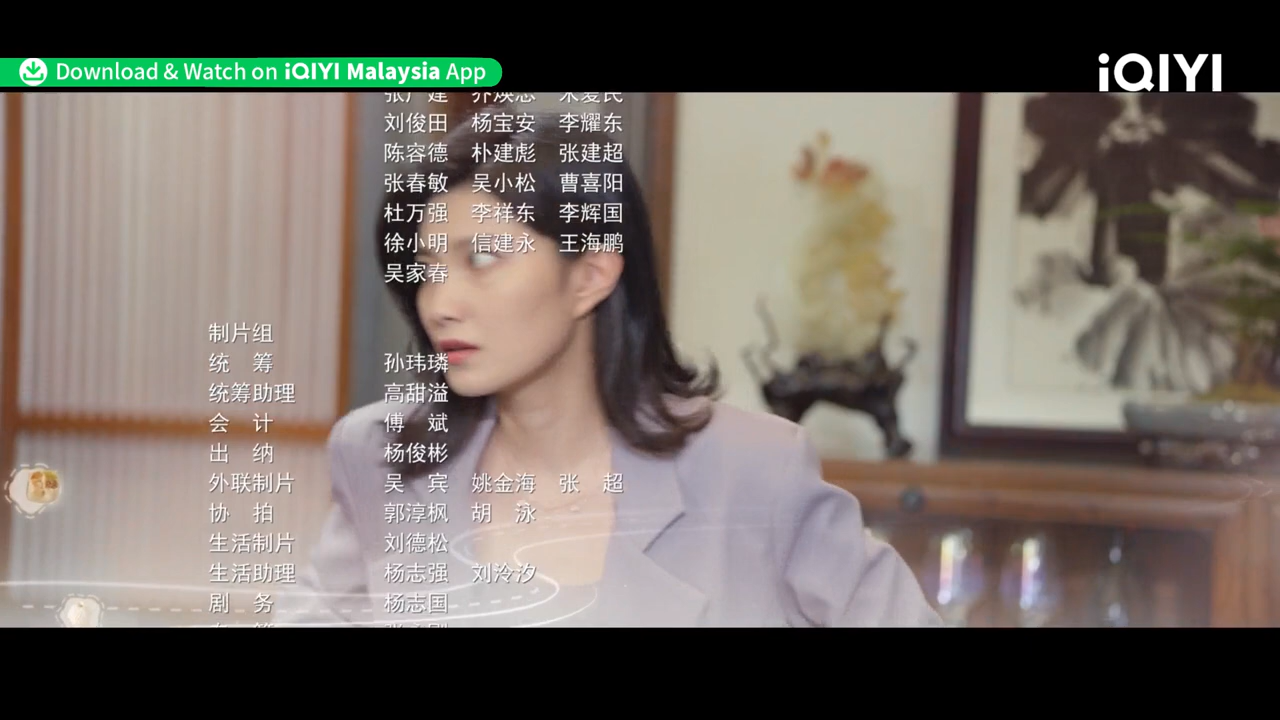 iQIYI
Download & Watch on iQIYI Malaysia App
刘俊田 杨宝安 李耀东
陈容德 朴建彪 张建超
张春敏 吴小松 曹喜阳
杜万强 李祥东 李辉国
徐小明 信建永 王海鹏
吴家春
制片组
统 筹 孙玮璘
统筹助理 高甜溢
会 计 傅 斌
出 纳 杨俊彬
外联制片 吴 宾 姚金海 张 超
协 拍 郭淳枫 胡 泳
生活制片 刘德松
生活助理 杨志强 刘泠汐
剧 务 杨志国